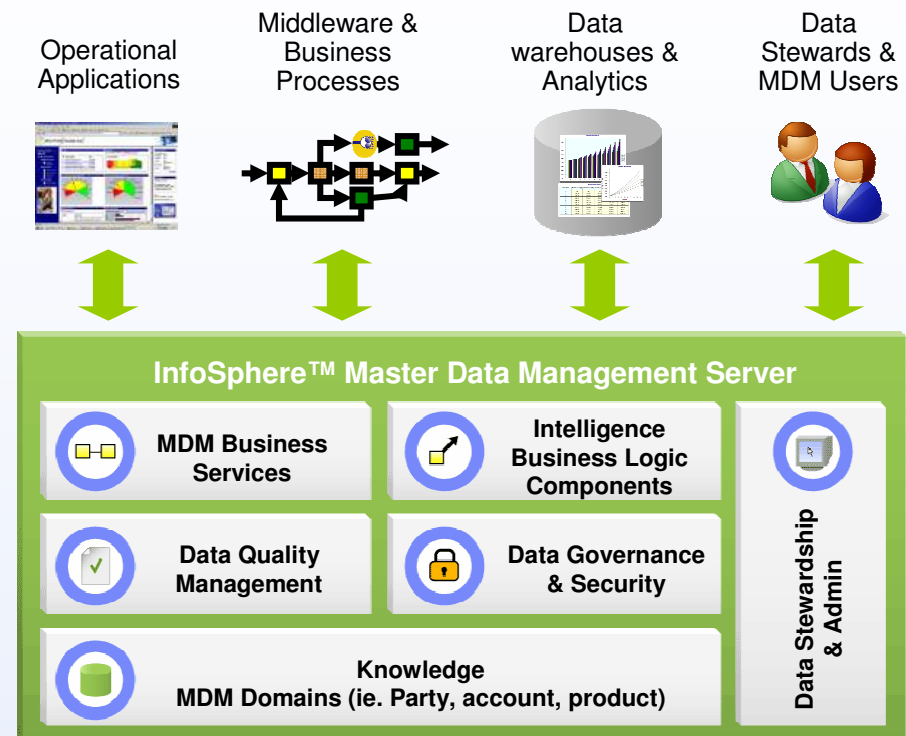 Operational
Applications
Middleware &
Business
Processes
Data
warehouses &
Analytics
Data
Stewards &
MDM Users
InfoSphere™ Master Data Management Server
MDM Business
Services
Intelligence
Business Logic
Components
Data Quality
Management
Data Governance
& Security
Data Stewardship
& Admin
Knowledge
MDM Domains (ie. Party, account, product)